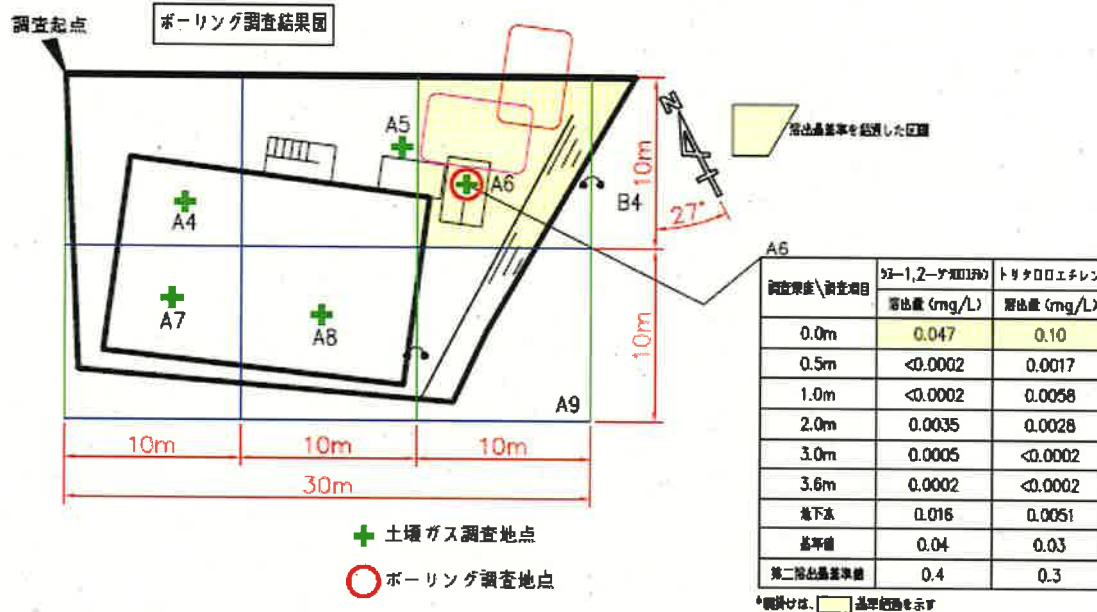 調査起点
ボーリング調査結果図
A5
A6
A4
A7
A8
B4
A9
10m
10m
27°
N
溶出量基準を超過した区画
10m
10m
10m
30m
土壌ガス調査地点
ボーリング調査地点
A6
調査深度\調査項目
シス-1,2-ジクロロエチレン トリクロロエチレン
溶出量 (mg/L) 溶出量 (mg/L)
0.0m 0.047 0.10
0.5m <0.0002 0.0017
1.0m <0.0002 0.0058
2.0m 0.0035 0.0028
3.0m 0.0005 <0.0002
3.6m 0.0002 <0.0002
地下水 0.016 0.0051
基準値 0.04 0.03
第二溶出量基準値 0.4 0.3
*網掛けは、 基準超過を示す